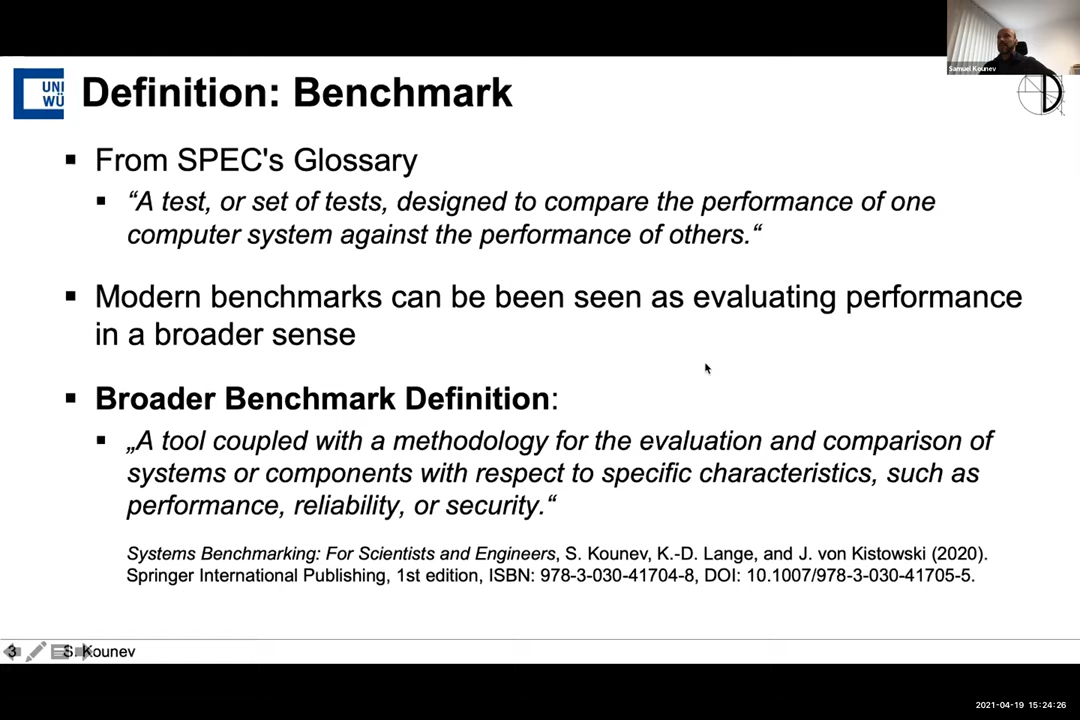 Samuel Kounev
UNI
WÜ
Definition: Benchmark
▪ From SPEC's Glossary
▪ “A test, or set of tests, designed to compare the performance of one
computer system against the performance of others.“
▪ Modern benchmarks can be been seen as evaluating performance
in a broader sense
▪ Broader Benchmark Definition:
▪ „A tool coupled with a methodology for the evaluation and comparison of
systems or components with respect to specific characteristics, such as
performance, reliability, or security.“
Systems Benchmarking: For Scientists and Engineers, S. Kounev, K.-D. Lange, and J. von Kistowski (2020).
Springer International Publishing, 1st edition, ISBN: 978-3-030-41704-8, DOI: 10.1007/978-3-030-41705-5.
3 S. Kounev
2021-04-19 15:24:26